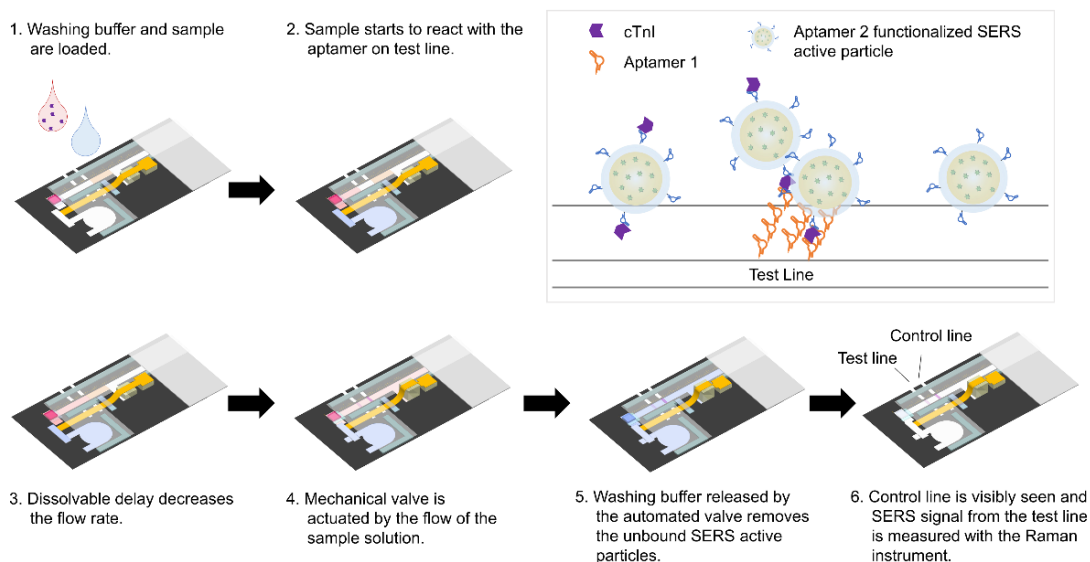 1. Washing buffer and sample
are loaded.
2. Sample starts to react with the
aptamer on test line.
cTnI
Aptamer 1
Aptamer 2 functionalized SERS
active particle
Test Line
3. Dissolvable delay decreases
the flow rate.
4. Mechanical valve is
actuated by the flow of the
sample solution.
5. Washing buffer released by
the automated valve removes
the unbound SERS active
particles.
Control line
Test line
6. Control line is visibly seen and
SERS signal from the test line
is measured with the Raman
instrument.